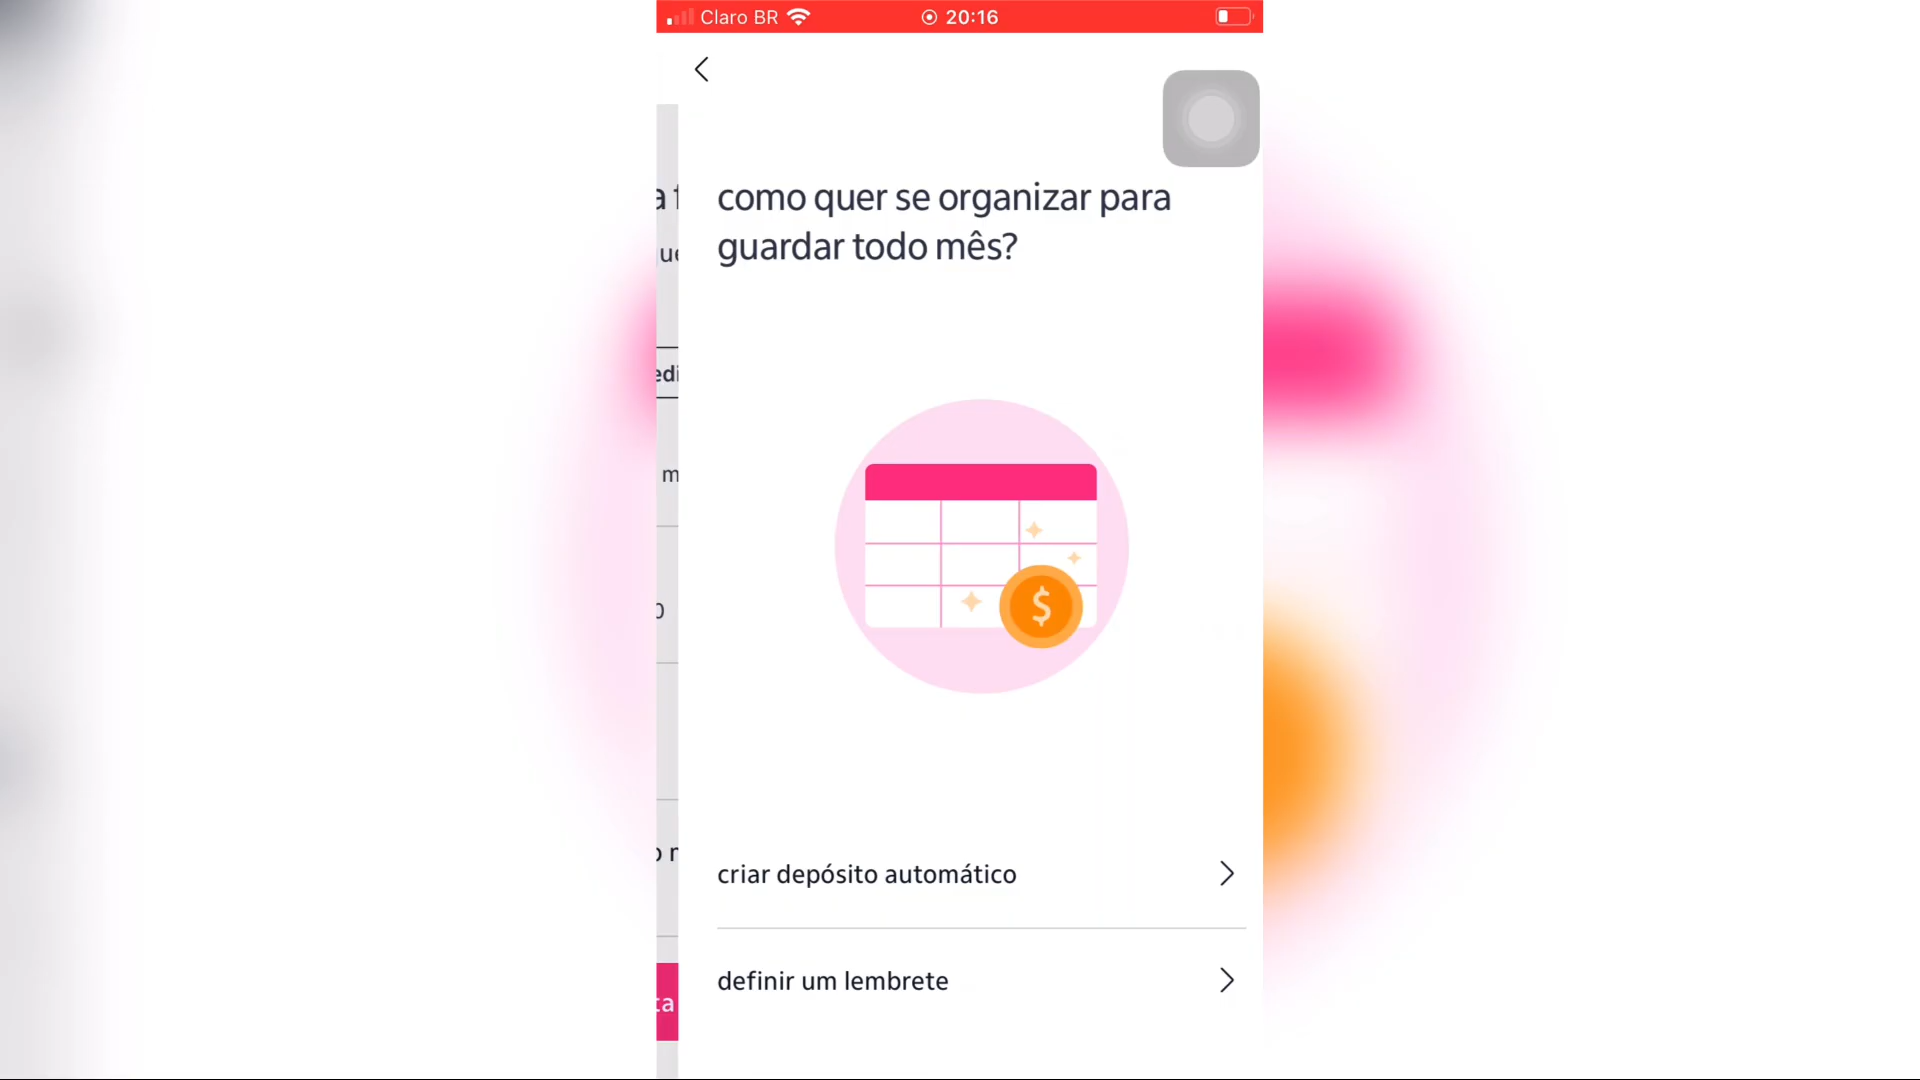 Claro BR
20:16
como quer se organizar para
guardar todo mês?
$
criar depósito automático
definir um lembrete